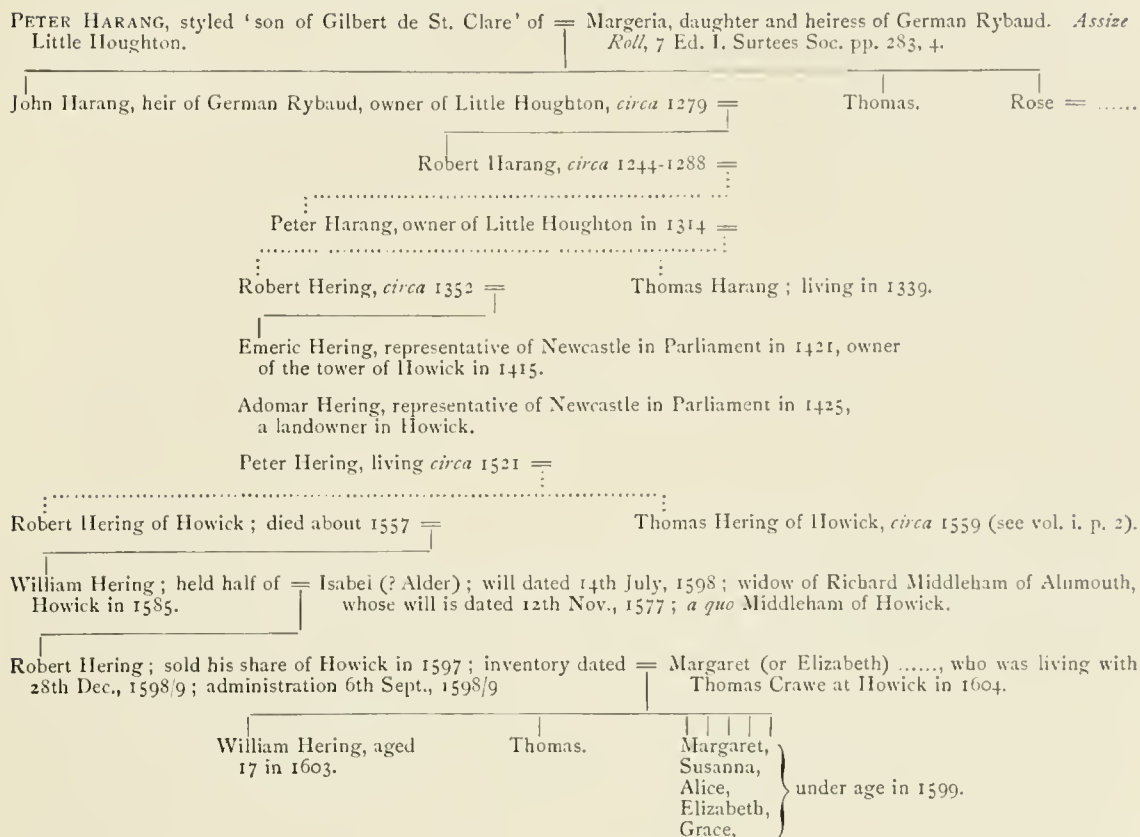 PETER HARANG, styled ‘son of Gilbert de St. Clare’ of = Margeria, daughter and heiress of German Rybaud. Assize
Little Houghton. Roll, 7 Ed. I. Surtees Soc. pp. 283, 4.
John Harang, heir of German Rybaud, owner of Little Houghton, circa 1279 = Thomas. Rose = ......
Robert Harang, circa 1244-1288 =
Peter Harang, owner of Little Houghton in 1314 =
Robert Hering, circa 1352 = Thomas Harang ; living in 1339.
Emeric Hering, representative of Newcastle in Parliament in 1421, owner
of the tower of Howick in 1415.
Adomar Hering, representative of Newcastle in Parliament in 1425,
a landowner in Howick.
Peter Hering, living circa 1521 =
Robert Hering of Howick ; died about 1557 = Thomas Hering of Howick, circa 1559 (see vol. i. p. 2).
William Hering ; held half of = Isabel (? Alder) ; will dated 14th July, 1598 ; widow of Richard Middleham of Alnmouth,
Howick in 1585. whose will is dated 12th Nov., 1577 ; a quo Middleham of Howick.
Robert Hering ; sold his share of Howick in 1597 ; inventory dated = Margaret (or Elizabeth) ......, who was living with
28th Dec., 1598/9 ; administration 6th Sept., 1598/9 Thomas Crawe at Howick in 1604.
William Hering, aged Thomas. Margaret,
17 in 1603. Susanna,
Alice, under age in 1599.
Elizabeth,
Grace,